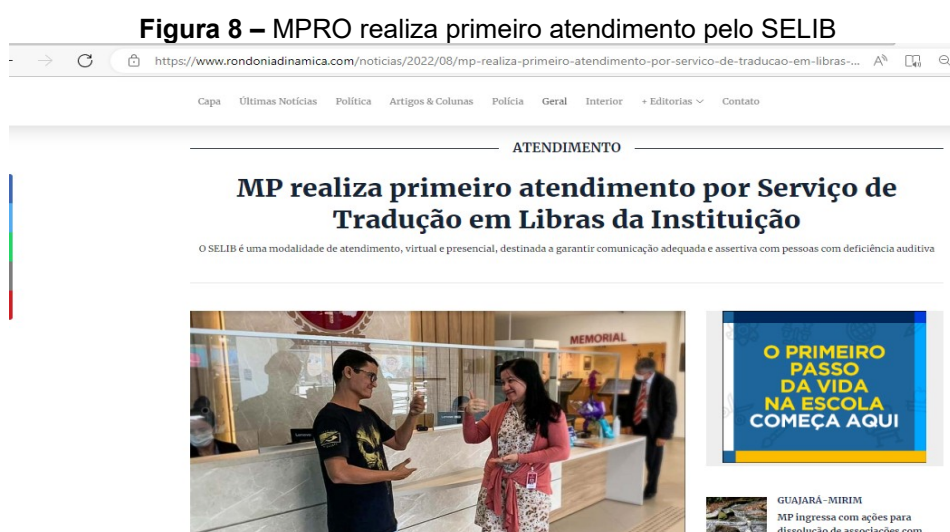 Figura 8 – MPRO realiza primeiro atendimento pelo SELIB
https://www.rondoniadinamica.com/noticias/2022/08/mp-realiza-primeiro-atendimento-por-servico-de-traducao-em-libras-...
Capa Últimas Notícias Política Artigos & Colunas Polícia Geral Interior + Editorias Contato
ATENDIMENTO
MP realiza primeiro atendimento por Serviço de
Tradução em Libras da Instituição
O SELIB é uma modalidade de atendimento, virtual e presencial, destinada a garantir comunicação adequada e assertiva com pessoas com deficiência auditiva
MEMORIAL
O PRIMEIRO
PASSO
DA VIDA
NA ESCOLA
COMEÇA AQUI
GUAJARÁ-MIRIM
MP ingressa com ações para
dissolução de associações com